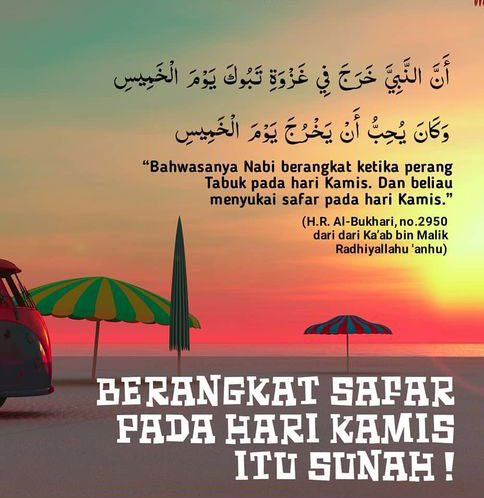 أَنَّ النَّبِيَّ خَرَجَ فِي غَزْوَةِ تَبُوكَ يَوْمَ الْخَمِيسِ
وَكَانَ يُحِبُّ أَنْ يَخْرُجَ يَوْمَ الْخَمِيسِ
“Bahwasanya Nabi berangkat ketika perang
Tabuk pada hari Kamis. Dan beliau
menyukai safar pada hari Kamis.”
(H.R. Al-Bukhari, no.2950
dari dari Ka'ab bin Malik
Radhiyallahu 'anhu)
BERANGKAT SAFAR
PADA HARI KAMIS
ITU SUNAH !